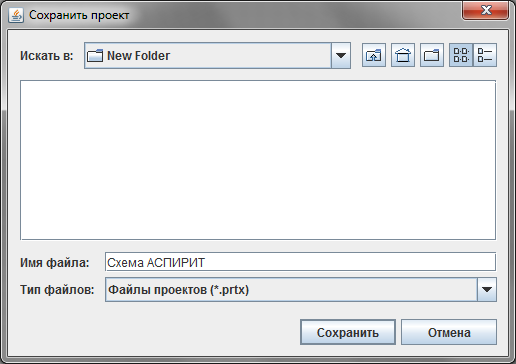 Сохранить проект
Искать в: New Folder
Имя файла: Схема АСПИРИТ
Тип файлов: Файлы проектов (*.prtx)
Сохранить Отмена